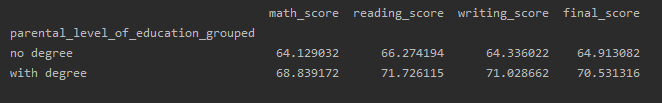 math_score reading_score writing_score final_score
parental_level_of_education_grouped
no degree 64.129032 66.274194 64.336022 64.913082
with degree 68.839172 71.726115 71.028662 70.531316